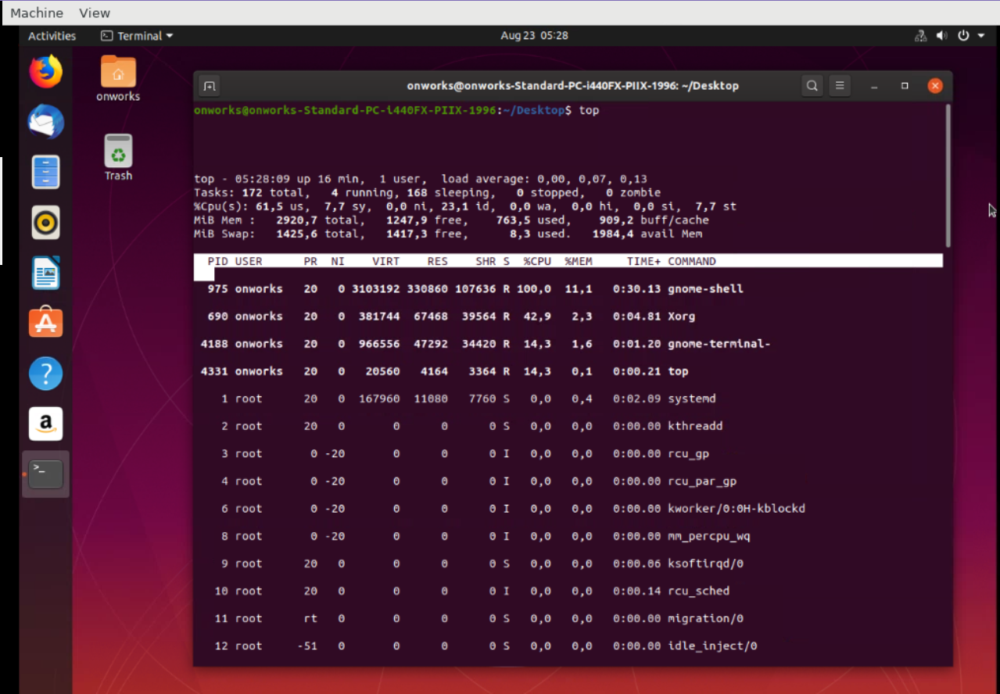 Machine View
Activities Terminal Aug 23 05:28
onworks
Trash
onworks@onworks-Standard-PC-i440FX-PIIX-1996: ~/Desktop
onworks@onworks-Standard-PC-i440FX-PIIX-1996:~/Desktop$ top
top - 05:28:09 up 16 min,  1 user,  load average: 0,00, 0,07, 0,13
Tasks: 172 total,   4 running, 168 sleeping,   0 stopped,   0 zombie
%Cpu(s): 61,5 us,  7,7 sy,  0,0 ni, 23,1 id,  0,0 wa,  0,0 hi,  0,0 si,  7,7 st
MiB Mem :   2920,7 total,   1247,9 free,    763,5 used,    909,2 buff/cache
MiB Swap:   1425,6 total,   1417,3 free,      8,3 used.   1984,4 avail Mem
PID USER      PR  NI    VIRT    RES    SHR S  %CPU  %MEM     TIME+ COMMAND
975 onworks   20   0 3103192 330860 107636 R 100,0  11,1   0:30.13 gnome-shell
690 onworks   20   0  381744  67468  39564 R  42,9   2,3   0:04.81 Xorg
4188 onworks   20   0  966556  47292  34420 R  14,3   1,6   0:01.20 gnome-terminal-
4331 onworks   20   0   20560   4164   3364 R  14,3   0,1   0:00.21 top
1 root      20   0  167960  11080   7760 S   0,0   0,4   0:02.09 systemd
2 root      20   0       0      0      0 S   0,0   0,0   0:00.00 kthreadd
3 root       0 -20       0      0      0 I   0,0   0,0   0:00.00 rcu_gp
4 root       0 -20       0      0      0 I   0,0   0,0   0:00.00 rcu_par_gp
6 root       0 -20       0      0      0 I   0,0   0,0   0:00.00 kworker/0:0H-kblockd
8 root       0 -20       0      0      0 I   0,0   0,0   0:00.00 mm_percpu_wq
9 root      20   0       0      0      0 S   0,0   0,0   0:00.06 ksoftirqd/0
10 root      20   0       0      0      0 I   0,0   0,0   0:00.14 rcu_sched
11 root      rt   0       0      0      0 S   0,0   0,0   0:00.00 migration/0
12 root     -51   0       0      0      0 S   0,0   0,0   0:00.00 idle_inject/0